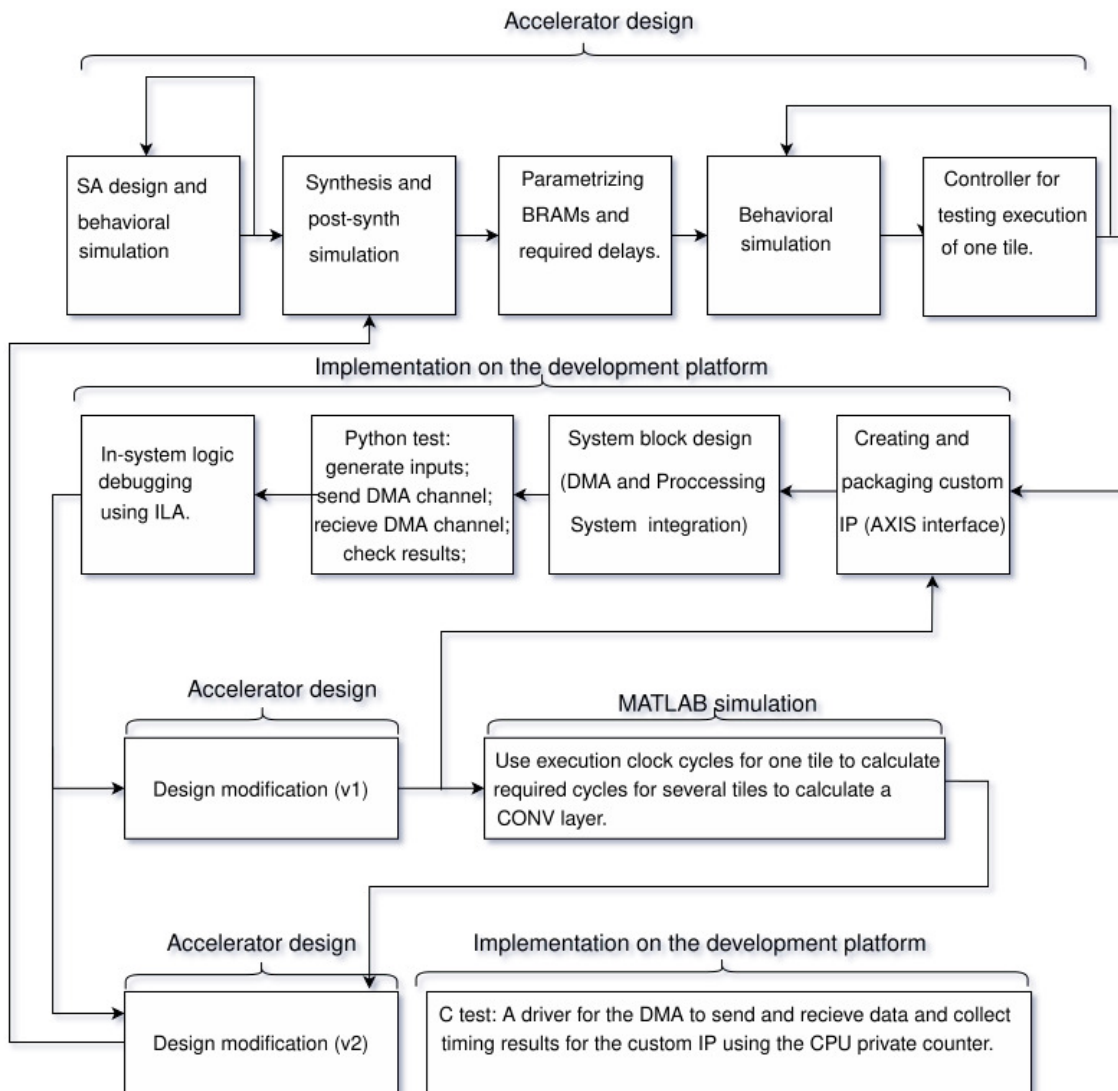 Accelerator design
SA design and
behavioral
simulation
Synthesis and
post-synth
simulation
Parametrizing
BRAMs and
required delays.
Behavioral
simulation
Controller for
testing execution
of one tile.
Implementation on the development platform
In-system logic
debugging
using ILA.
Python test:
generate inputs;
send DMA channel;
recieve DMA channel;
check results;
System block design
(DMA and Proccessing
System integration)
Creating and
packaging custom
IP (AXIS interface)
Accelerator design
Design modification (v1)
MATLAB simulation
Use execution clock cycles for one tile to calculate
required cycles for several tiles to calculate a
CONV layer.
Accelerator design
Design modification (v2)
Implementation on the development platform
C test: A driver for the DMA to send and recieve data and collect
timing results for the custom IP using the CPU private counter.